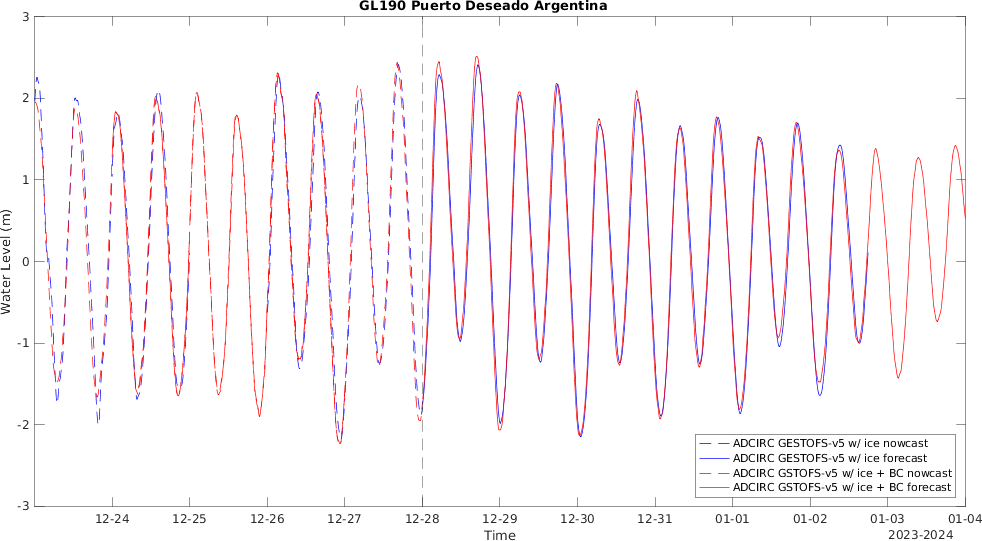 GL190 Puerto Deseado Argentina
3
2
1
0
-1
-2
-3
Water Level (m)
ADCIRC GESTOFS-v5 w/ ice nowcast
ADCIRC GESTOFS-v5 w/ ice forecast
ADCIRC GSTOFS-v5 w/ ice + BC nowcast
ADCIRC GSTOFS-v5 w/ ice + BC forecast
12-24 12-25 12-26 12-27 12-28 12-29 12-30 12-31 01-01 01-02 01-03 01-04
Time
2023-2024